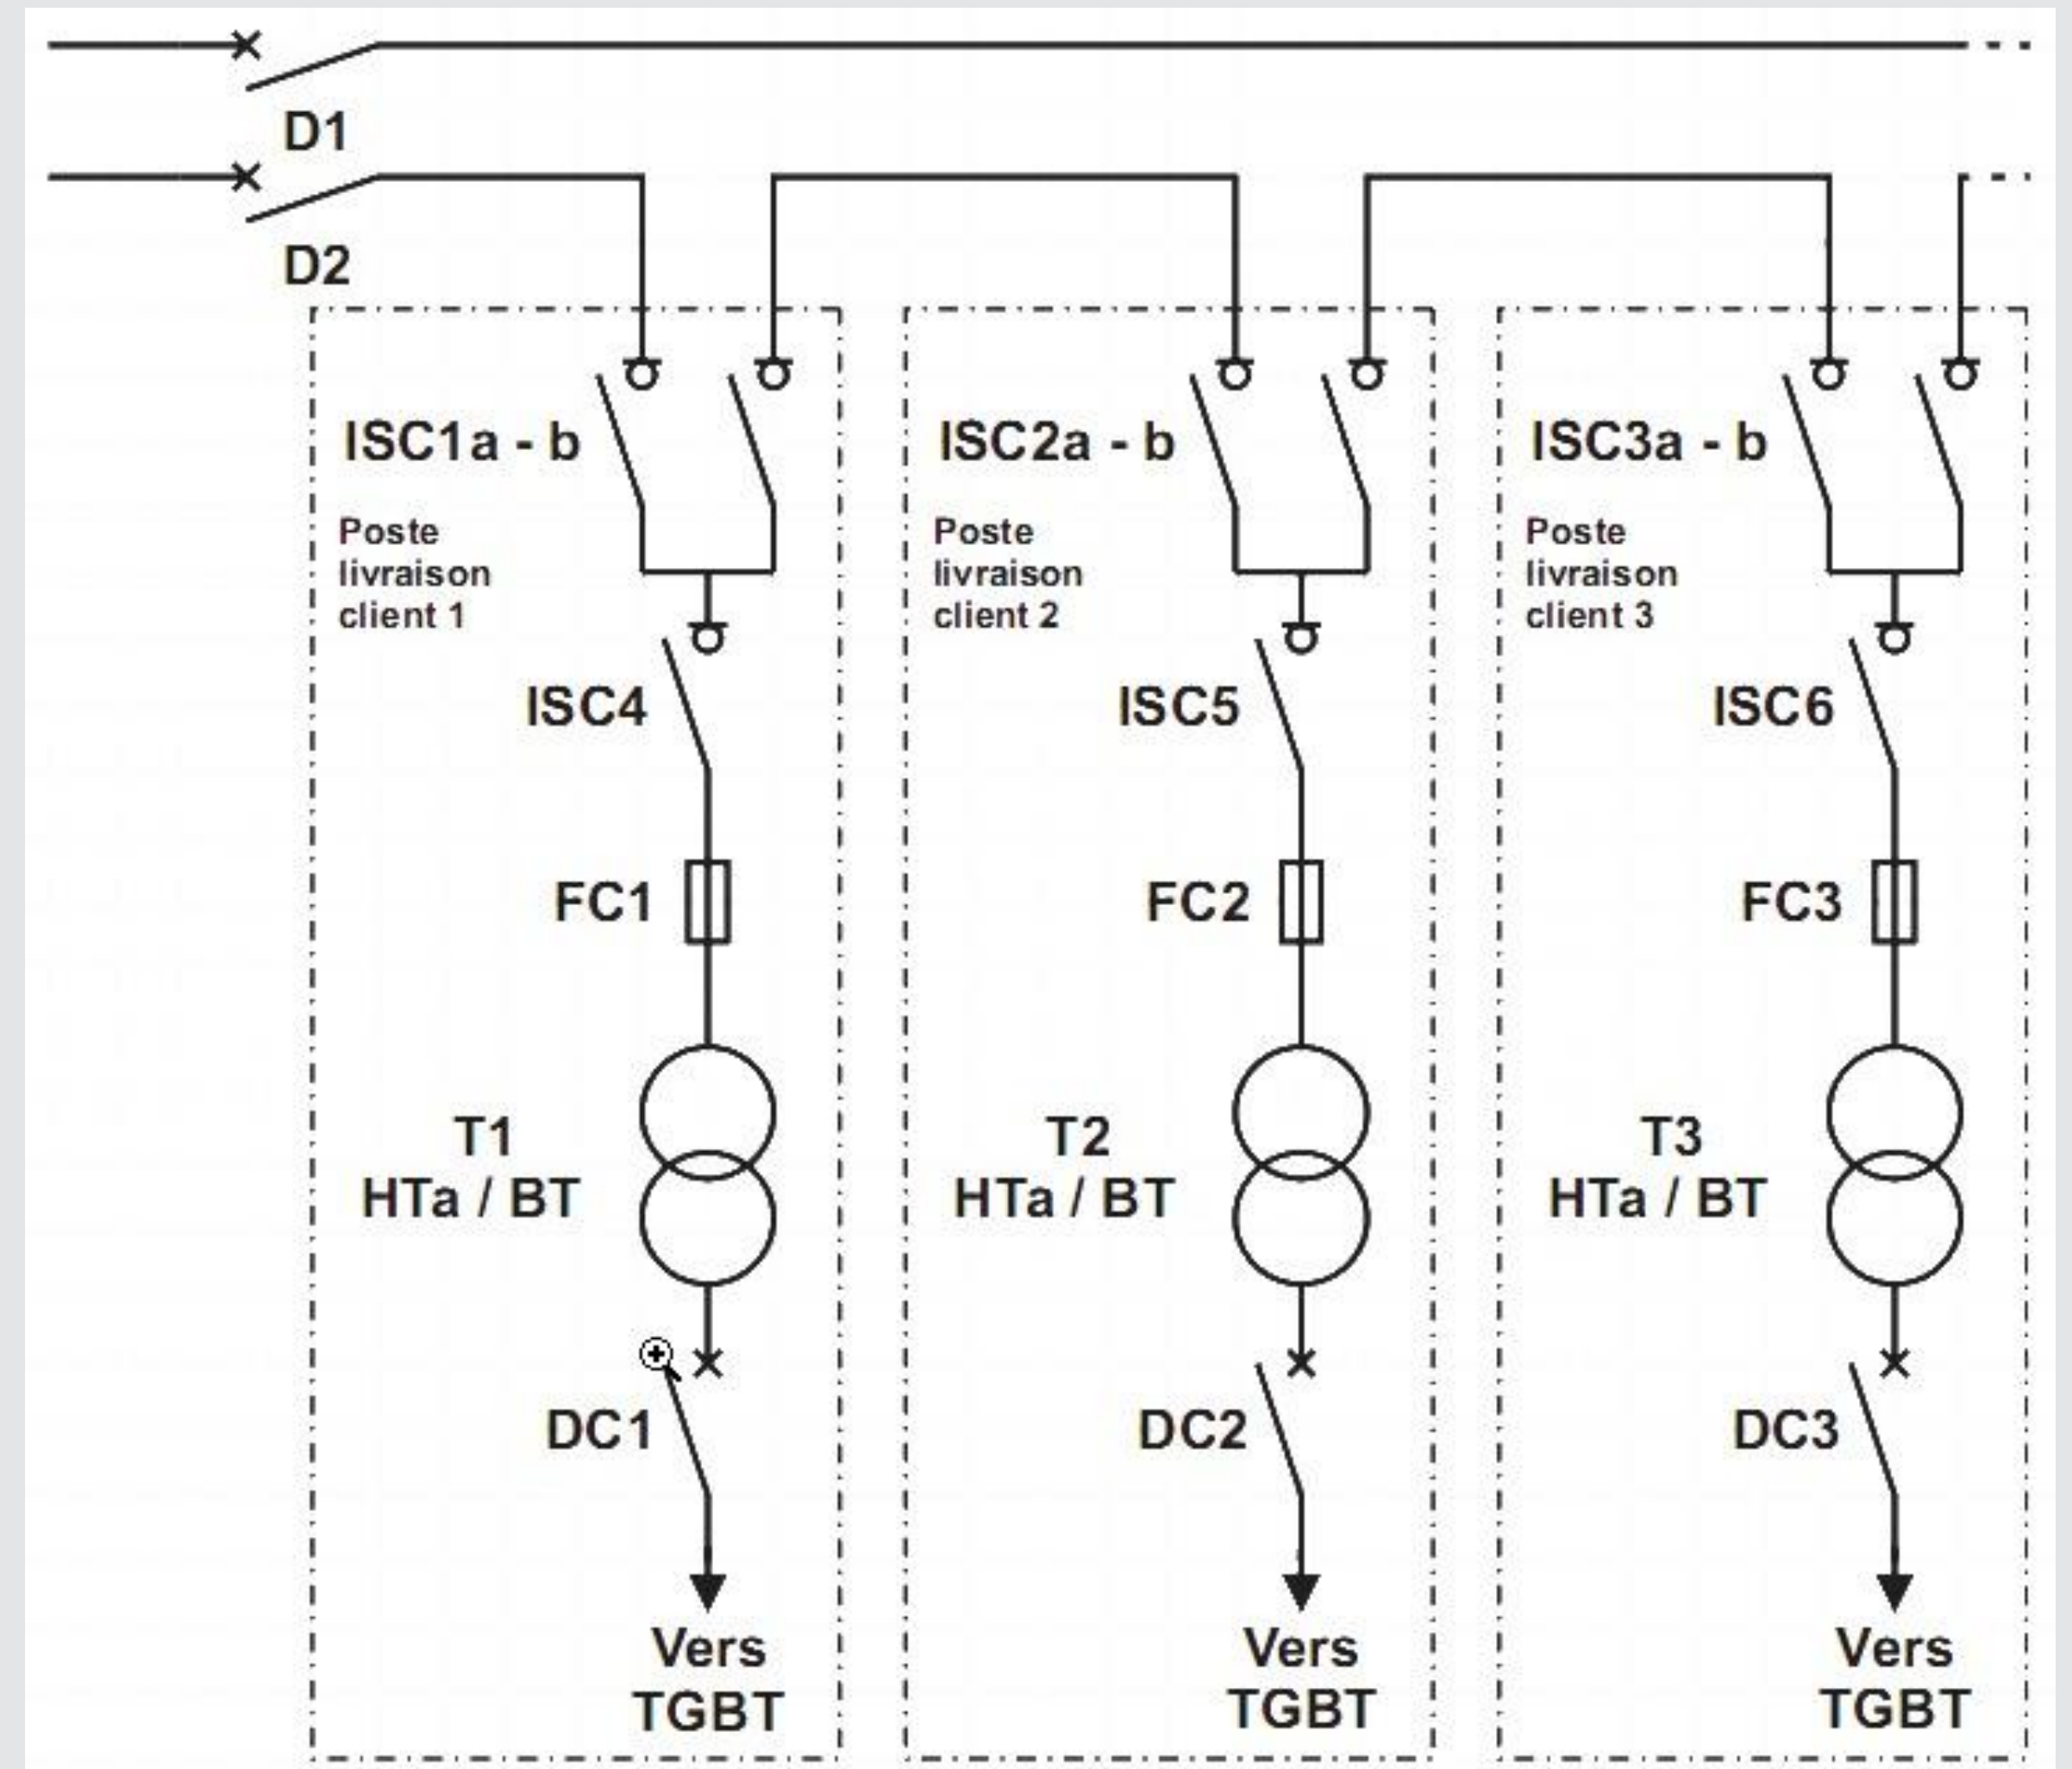 D1
D2
ISC1a - b
ISC2a - b
ISC3a - b
Poste
livraison
client 1
Poste
livraison
client 2
Poste
livraison
client 3
ISC4
ISC5
ISC6
FC1
FC2
FC3
T1
HTa / BT
T2
HTa / BT
T3
HTa / BT
DC1
DC2
DC3
Vers
TGBT
Vers
TGBT
Vers
TGBT